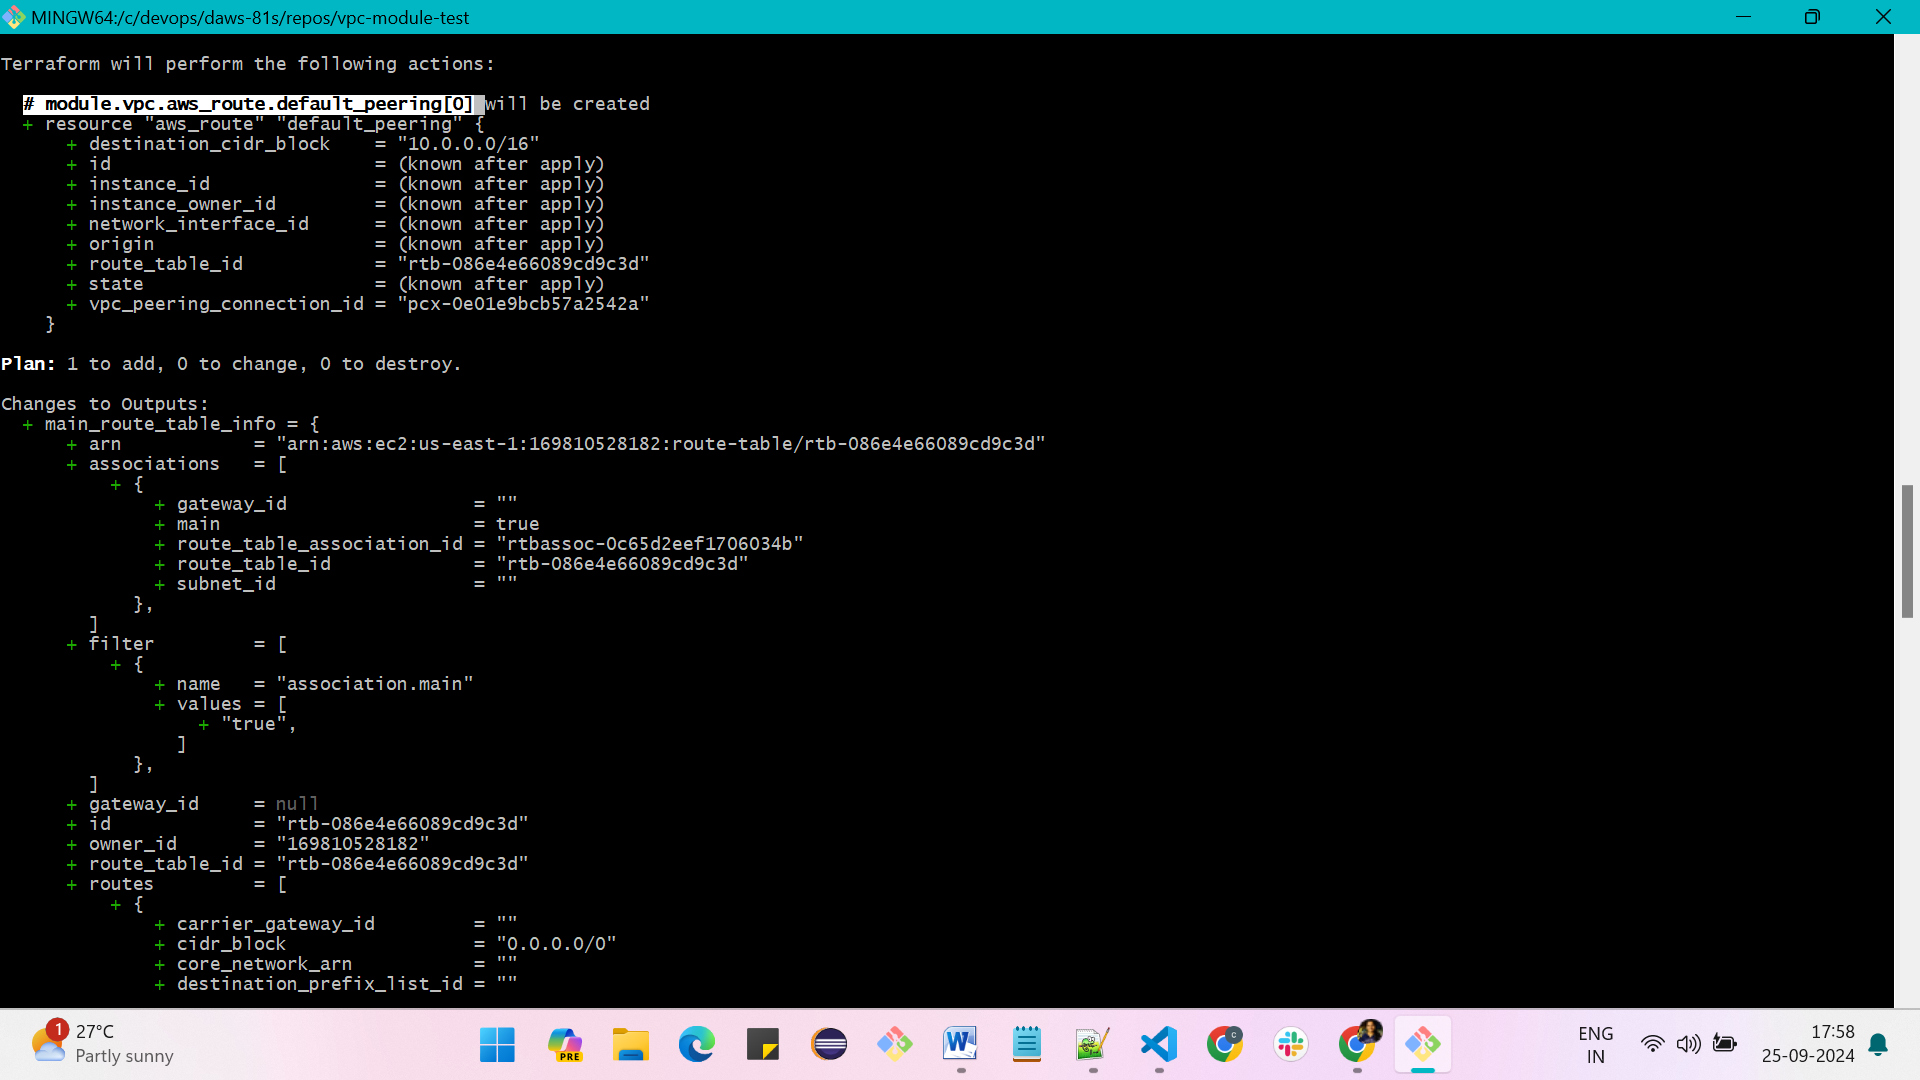 MINGW64:/c/devops/daws-81s/repos/vpc-module-test
Terraform will perform the following actions:
# module.vpc.aws_route.default_peering[0] will be created
+ resource "aws_route" "default_peering" {
+ destination_cidr_block = "10.0.0.0/16"
+ id = (known after apply)
+ instance_id = (known after apply)
+ instance_owner_id = (known after apply)
+ network_interface_id = (known after apply)
+ origin = (known after apply)
+ route_table_id = "rtb-086e4e66089cd9c3d"
+ state = (known after apply)
+ vpc_peering_connection_id = "pcx-0e01e9bcb57a2542a"
}
Plan: 1 to add, 0 to change, 0 to destroy.
Changes to Outputs:
+ main_route_table_info = {
+ arn = "arn:aws:ec2:us-east-1:169810528182:route-table/rtb-086e4e66089cd9c3d"
+ associations = [
+ {
+ gateway_id = ""
+ main = true
+ route_table_association_id = "rtbassoc-0c65d2eef1706034b"
+ route_table_id = "rtb-086e4e66089cd9c3d"
+ subnet_id = ""
},
]
+ filter = [
+ {
+ name = "association.main"
+ values = [
+ "true",
]
},
]
+ gateway_id = null
+ id = "rtb-086e4e66089cd9c3d"
+ owner_id = "169810528182"
+ route_table_id = "rtb-086e4e66089cd9c3d"
+ routes = [
+ {
+ carrier_gateway_id = ""
+ cidr_block = "0.0.0.0/0"
+ core_network_arn = ""
+ destination_prefix_list_id = ""
1
27°C
Partly sunny
PRE
W
C
ENG
IN
17:58
25-09-2024